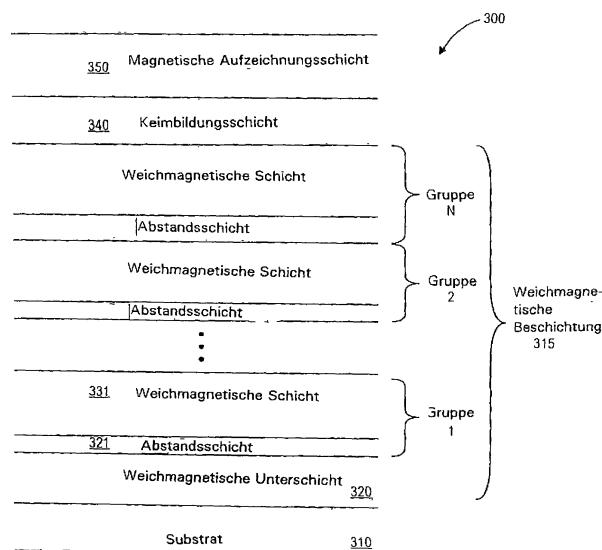 300
350 Magnetische Aufzeichnungsschicht
340 Keimbildungsschicht
Weichmagnetische Schicht
Abstandsschicht
Gruppe
N
Weichmagnetische Schicht
Abstandsschicht
Gruppe
2
Weichmagne-
tische
Beschichtung
315
331 Weichmagnetische Schicht
321 Abstandsschicht
Gruppe
1
Weichmagnetische Unterschicht
320
Substrat 310